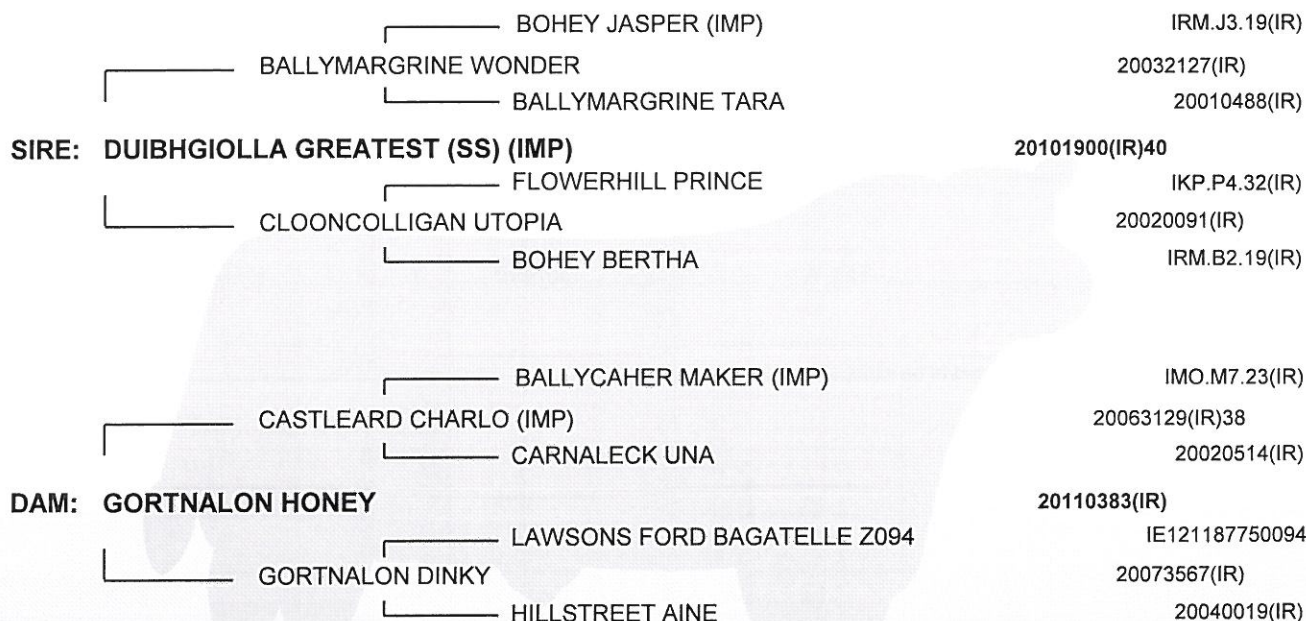 BOHEY JASPER (IMP) IRM.J3.19(IR)
BALLYMARGRINE WONDER 20032127(IR)
BALLYMARGRINE TARA 20010488(IR)
SIRE: DUIBHGIOLLA GREATEST (SS) (IMP) 20101900(IR)40
FLOWERHILL PRINCE IKP.P4.32(IR)
CLOONCOLLIGAN UTOPIA 20020091(IR)
BOHEY BERTHA IRM.B2.19(IR)
BALLYCAHER MAKER (IMP) IMO.M7.23(IR)
CASTLEARD CHARLO (IMP) 20063129(IR)38
CARNALECK UNA 20020514(IR)
DAM: GORTNALON HONEY 20110383(IR)
LAWSONS FORD BAGATELLE Z094 IE121187750094
GORTNALON DINKY 20073567(IR)
HILLSTREET AINE 20040019(IR)